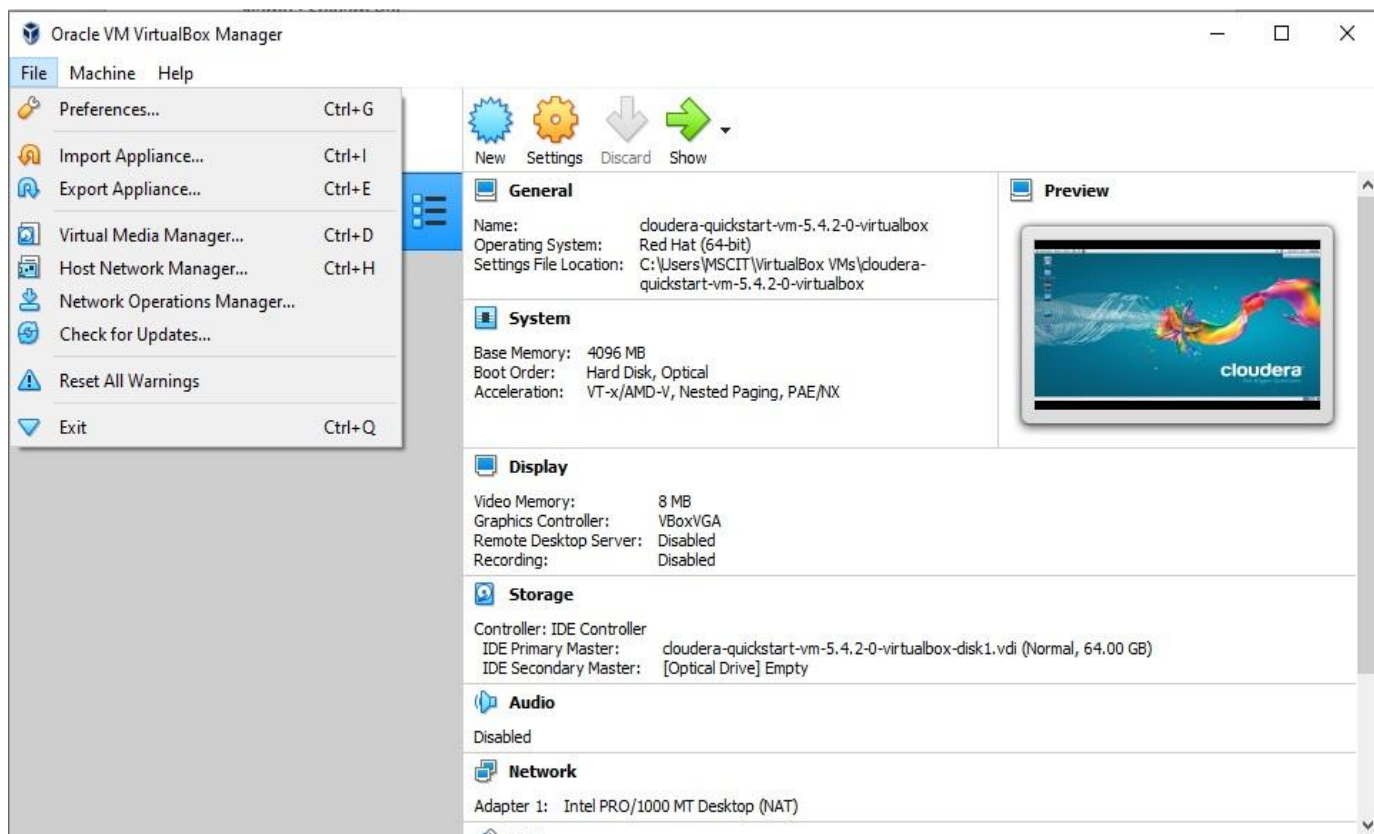 Oracle VM VirtualBox Manager
File Machine Help
Preferences... Ctrl+G
Import Appliance... Ctrl+I
Export Appliance... Ctrl+E
Virtual Media Manager... Ctrl+D
Host Network Manager... Ctrl+H
Network Operations Manager...
Check for Updates...
Reset All Warnings
Exit Ctrl+Q
New Settings Discard Show
General
Name: cloudera-quickstart-vm-5.4.2-0-virtualbox
Operating System: Red Hat (64-bit)
Settings File Location: C:\Users\MSCIT\VirtualBox VMs\cloudera-
quickstart-vm-5.4.2-0-virtualbox
Preview
cloudera
System
Base Memory: 4096 MB
Boot Order: Hard Disk, Optical
Acceleration: VT-x/AMD-V, Nested Paging, PAE/NX
Display
Video Memory: 8 MB
Graphics Controller: VBoxVGA
Remote Desktop Server: Disabled
Recording: Disabled
Storage
Controller: IDE Controller
IDE Primary Master: cloudera-quickstart-vm-5.4.2-0-virtualbox-disk1.vdi (Normal, 64.00 GB)
IDE Secondary Master: [Optical Drive] Empty
Audio
Disabled
Network
Adapter 1: Intel PRO/1000 MT Desktop (NAT)